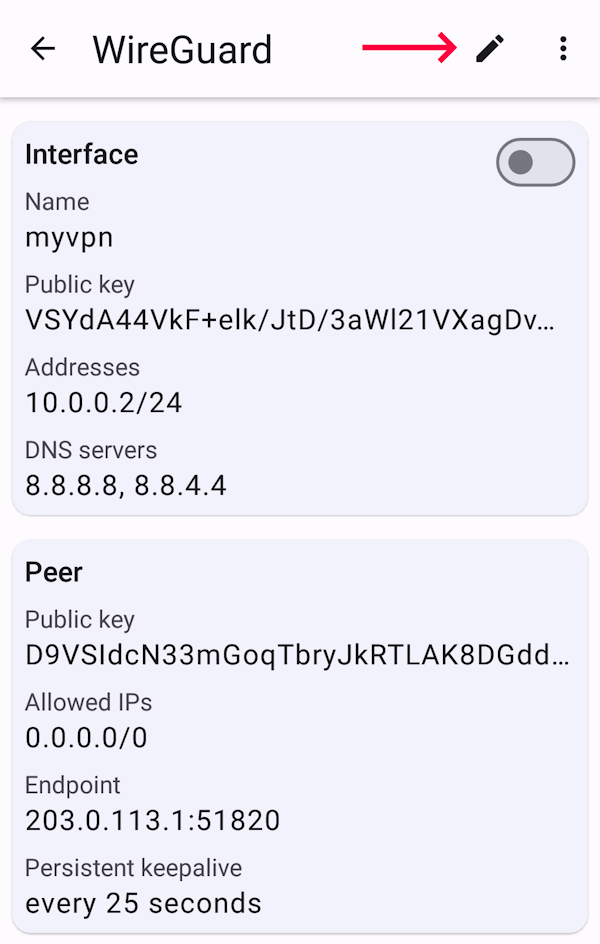 WireGuard
Interface
Name
myvpn
Public key
VSYdA44VkF+elk/JtD/3aWl21VXagDv…
Addresses
10.0.0.2/24
DNS servers
8.8.8.8, 8.8.4.4
Peer
Public key
D9VSIdcN33mGoqTbryJkRTLAK8DGdd…
Allowed IPs
0.0.0.0/0
Endpoint
203.0.113.1:51820
Persistent keepalive
every 25 seconds